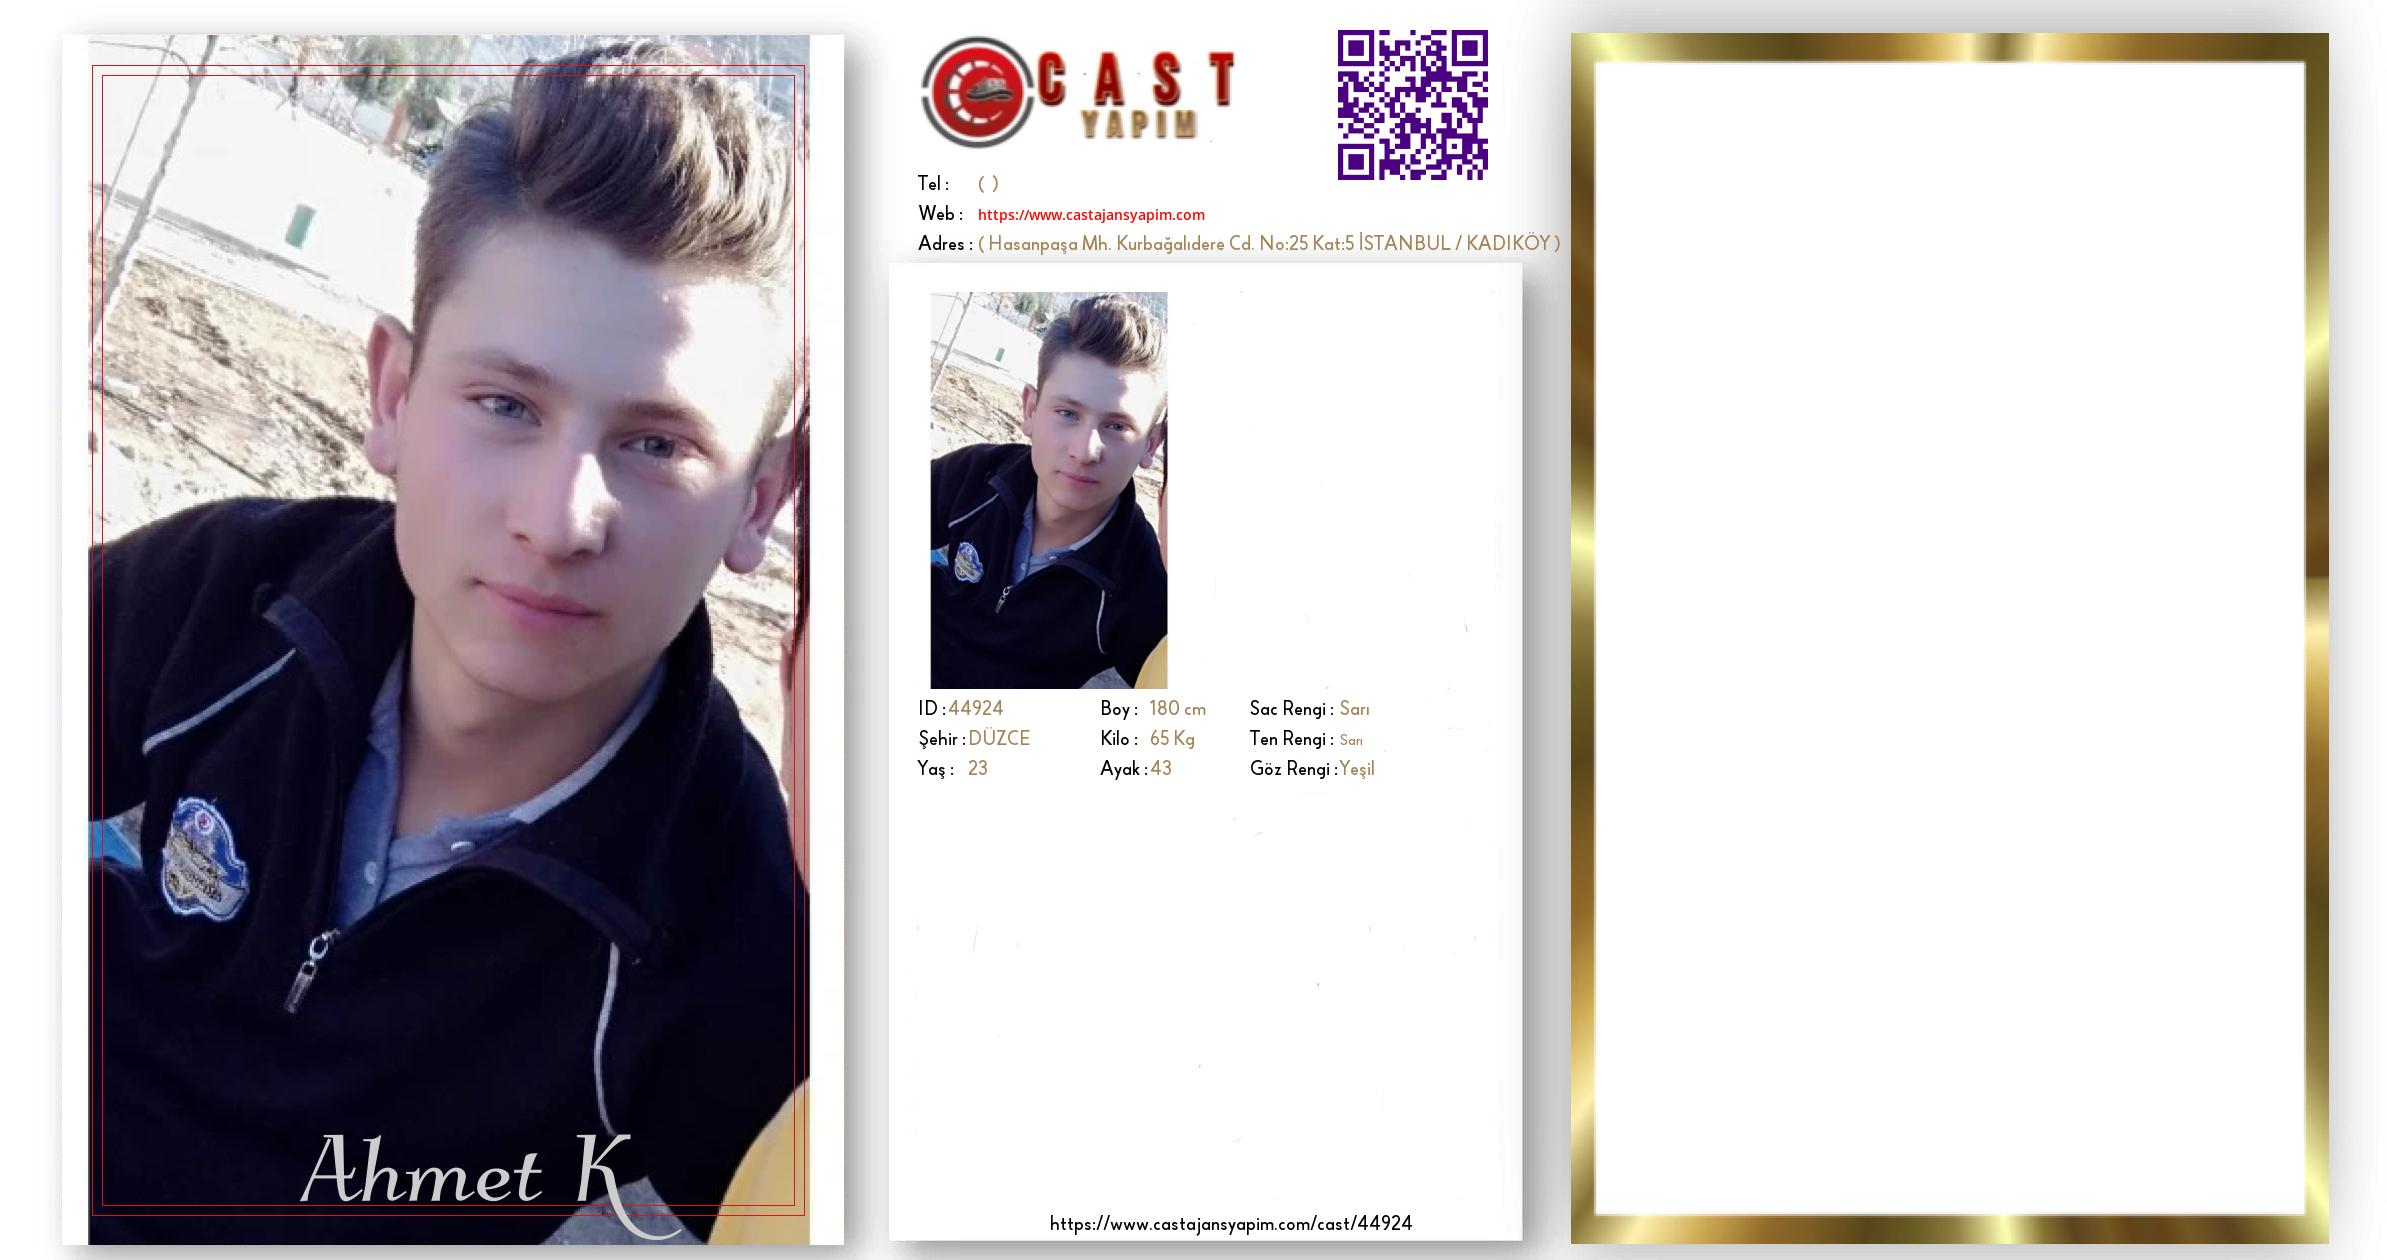 Ahmet K
CAST
YAPIM
Tel : ( )
Web : https://www.castajansyapim.com
Adres : ( Hasanpaşa Mh. Kurbağalıdere Cd. No:25 Kat:5 İSTANBUL / KADIKÖY )
ID : 44924 Boy : 180 cm Sac Rengi : Sarı
Şehir : DÜZCE Kilo : 65 Kg Ten Rengi : Sarı
Yaş : 23 Ayak : 43 Göz Rengi : Yeşil
https://www.castajansyapim.com/cast/44924